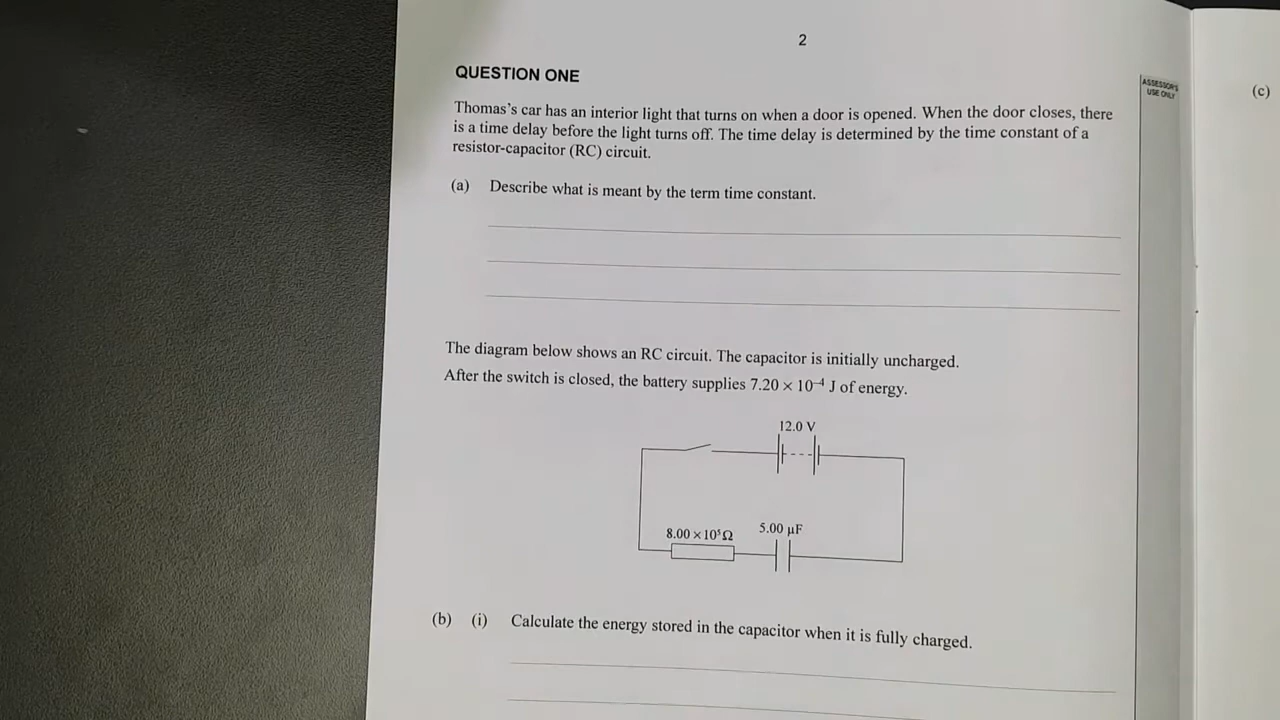 2
QUESTION ONE
ASSESSOR'S
USE ONLY
(c)
Thomas's car has an interior light that turns on when a door is opened. When the door closes, there
is a time delay before the light turns off. The time delay is determined by the time constant of a
resistor-capacitor (RC) circuit.
(a) Describe what is meant by the term time constant.
The diagram below shows an RC circuit. The capacitor is initially uncharged.
After the switch is closed, the battery supplies 7.20 × 10⁻⁴ J of energy.
12.0 V
8.00 × 10⁵ Ω
5.00 µF
(b) (i) Calculate the energy stored in the capacitor when it is fully charged.